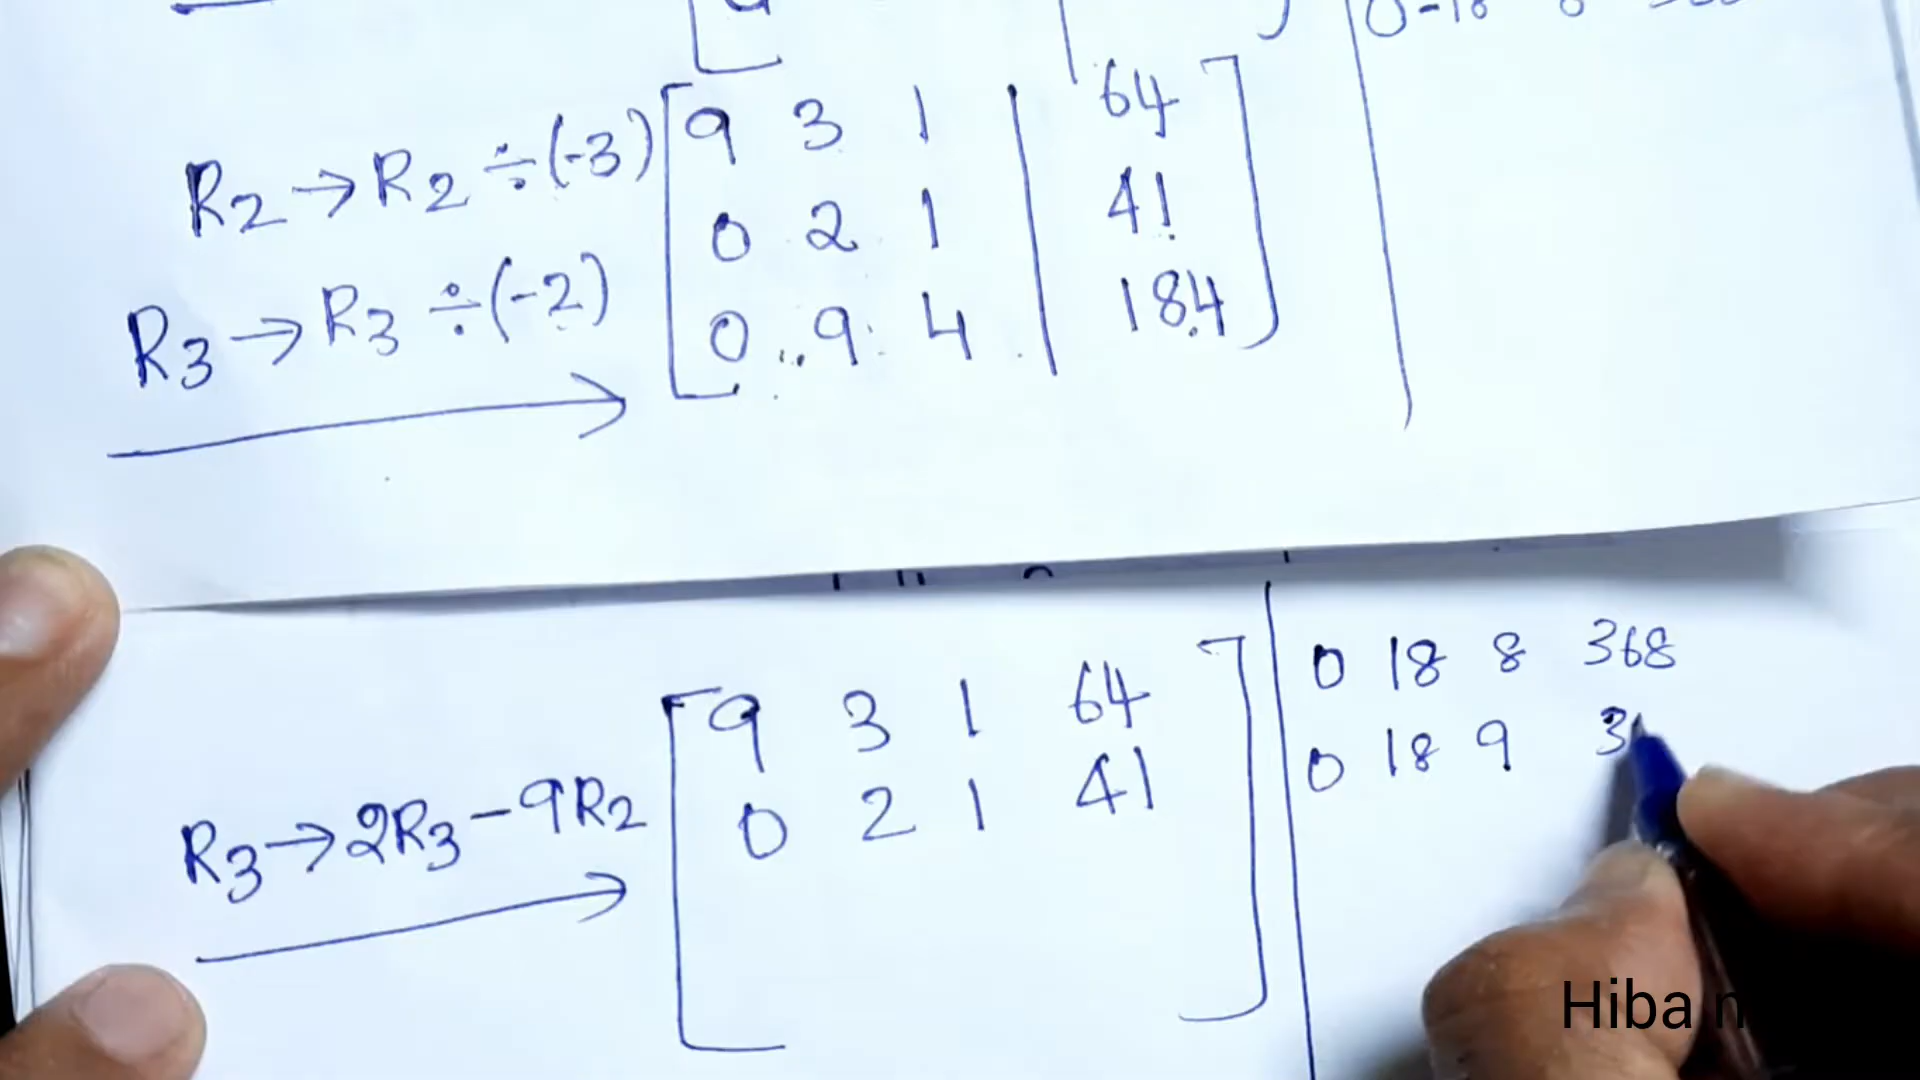 R2 → R2 ÷ (-3)
R3 → R3 ÷ (-2)
9 3 1 | 64
0 2 1 | 41
0 9 4 | 184
R3 → 2R3 - 9R2
9 3 1 64
0 2 1 41
0 18 8 368
0 18 9 3
Hiba